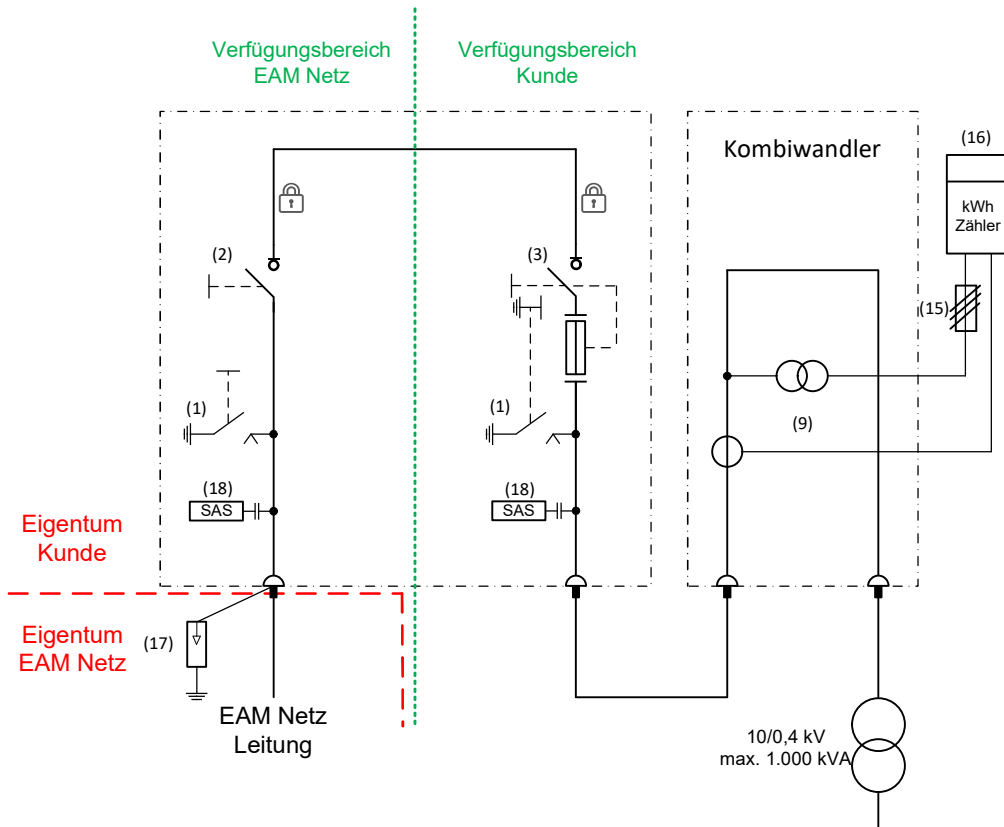 Verfügungsbereich
EAM Netz
Verfügungsbereich
Kunde
Kombiwandler
(16)
kWh
Zähler
(2)
(3)
(15)
(1)
(1)
(9)
(18)
SAS
(18)
SAS
Eigentum
Kunde
Eigentum
EAM Netz
(17)
EAM Netz
Leitung
10/0,4 kV
max. 1.000 kVA